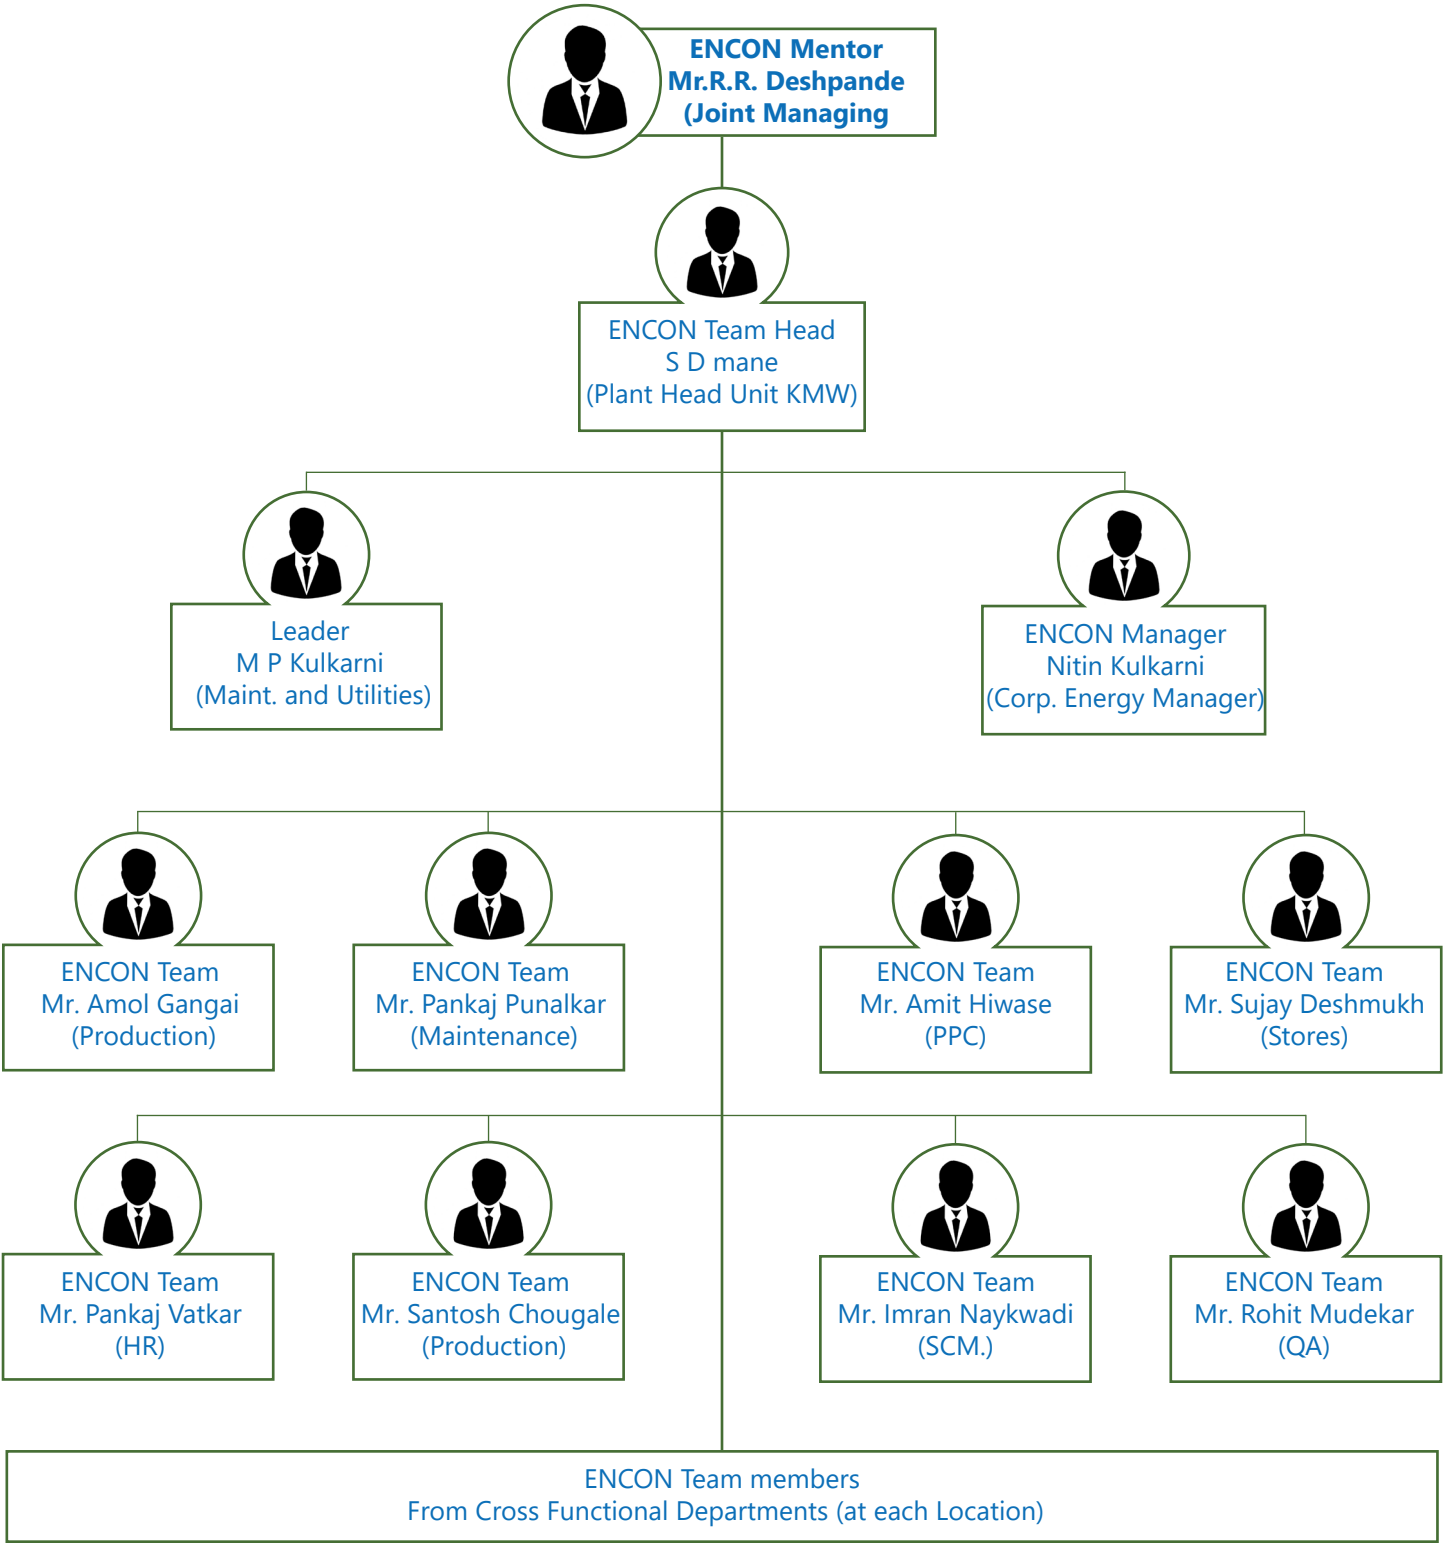 ENCON Mentor
Mr.R.R. Deshpande
(Joint Managing
ENCON Team Head
S D mane
(Plant Head Unit KMW)
Leader
M P Kulkarni
(Maint. and Utilities)
ENCON Manager
Nitin Kulkarni
(Corp. Energy Manager)
ENCON Team
Mr. Amol Gangai
(Production)
ENCON Team
Mr. Pankaj Punalkar
(Maintenance)
ENCON Team
Mr. Amit Hiwase
(PPC)
ENCON Team
Mr. Sujay Deshmukh
(Stores)
ENCON Team
Mr. Pankaj Vatkar
(HR)
ENCON Team
Mr. Santosh Chougale
(Production)
ENCON Team
Mr. Imran Naykwadi
(SCM.)
ENCON Team
Mr. Rohit Mudekar
(QA)
ENCON Team members
From Cross Functional Departments (at each Location)